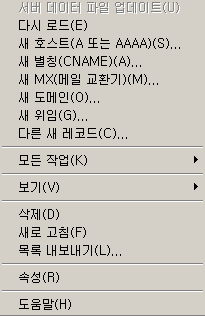 서버 데이터 파일 업데이트(U)
다시 로드(E)
새 호스트(A 또는 AAAA)(S)...
새 별칭(CNAME)(A)...
새 MX(메일 교환기)(M)...
새 도메인(O)...
새 위임(G)...
다른 새 레코드(C)...
모든 작업(K)
보기(V)
삭제(D)
새로 고침(F)
목록 내보내기(L)...
속성(R)
도움말(H)